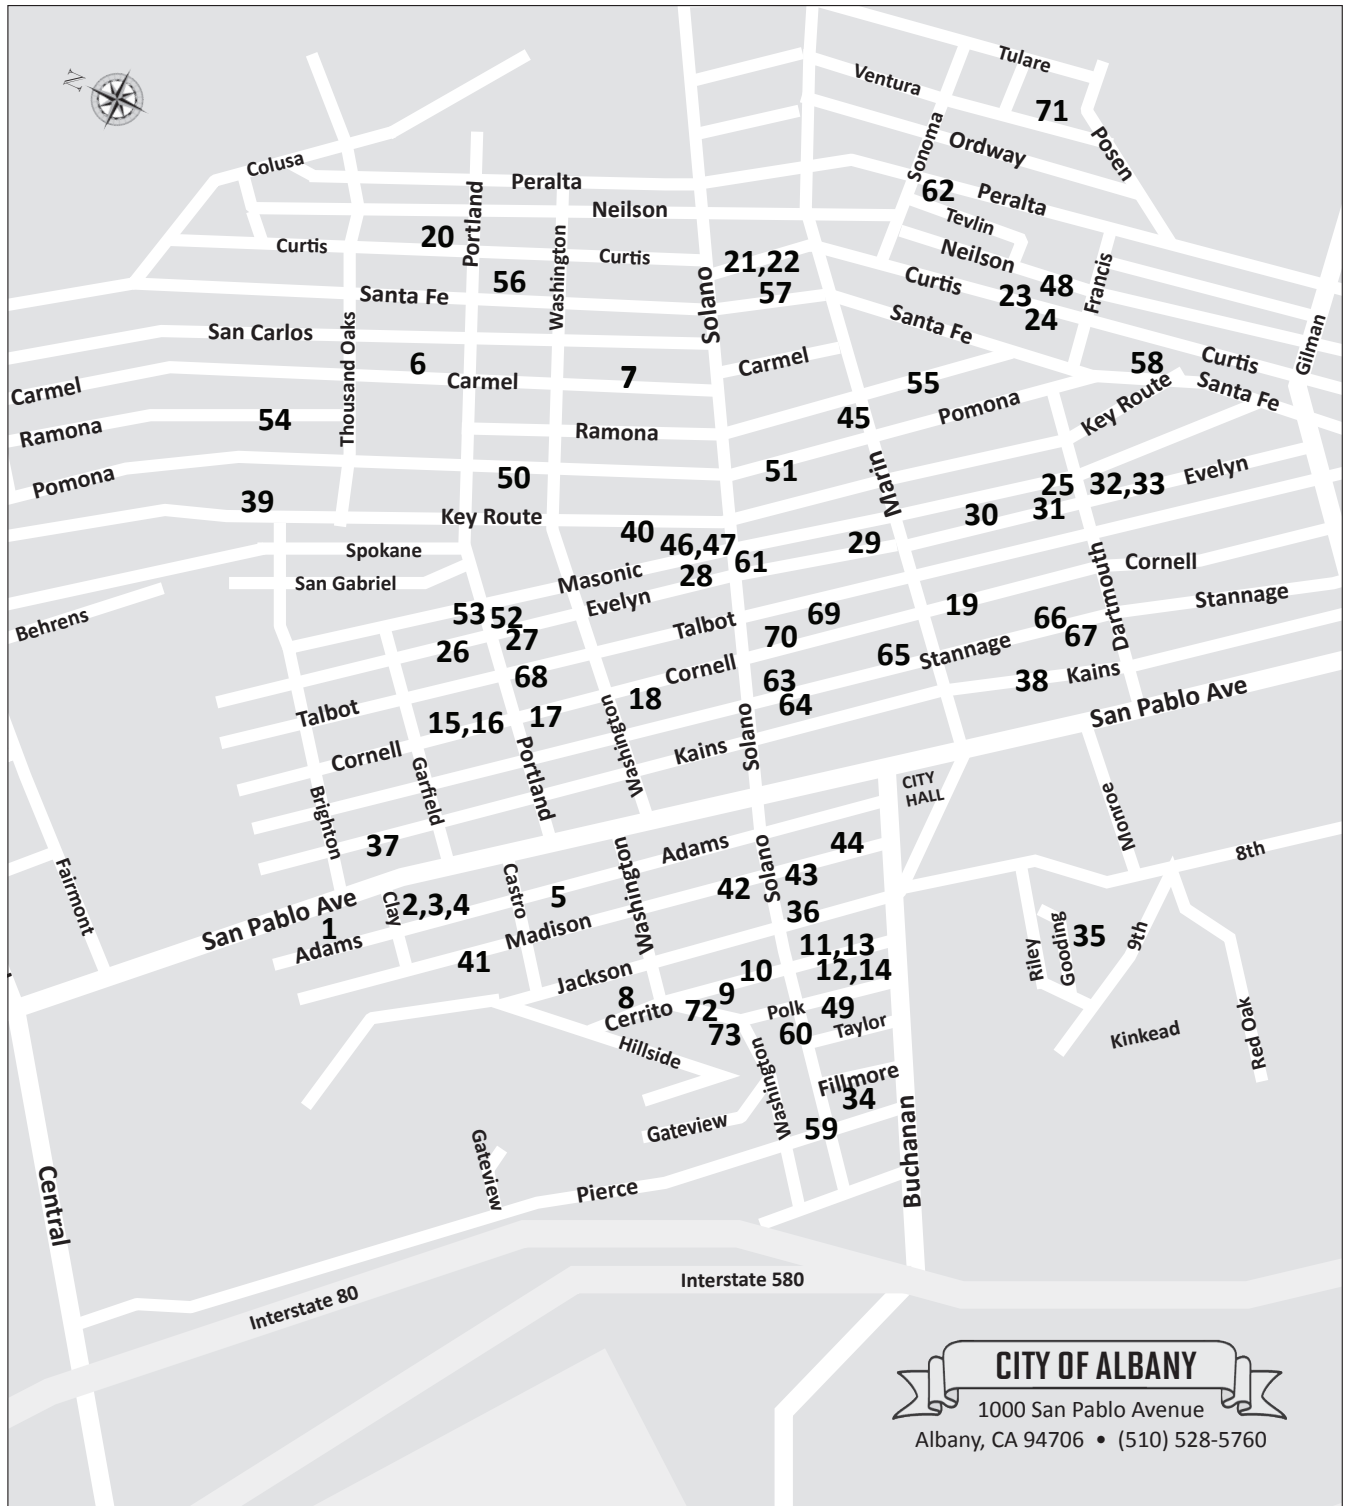 N
Tulare
Ventura
71
Sonoma
Ordway
Posen
Colusa
Portland
Peralta
62
Peralta
Neilson
Tevlin
20
Curtis
Washington
Curtis
Neilson
21,22
Solano
57
56
Santa Fe
Curtis
23
48
24
Francis
Santa Fe
San Carlos
Thousand Oaks
6
Carmel
7
Carmel
55
58
Curtis
Gilman
Key Route
Santa Fe
Carmel
Ramona
54
Ramona
45
Pomona
Pomona
50
51
Marin
25
32,33
Evelyn
39
Key Route
30
31
40
46,47
61
29
Spokane
Masonic
28
San Gabriel
Evelyn
Dartmouth
Cornell
Stannage
Behrens
53
52
27
26
Talbot
69
70
19
66
67
65
Stannage
68
Cornell
63
64
38
Kains
18
Washington
San Pablo Ave
Talbot
15,16
17
Cornell
Garfield
Portland
Kains
Solano
CITY
HALL
Brighton
37
Monroe
Adams
44
8th
Fairmont
Castro
Washington
Solano
43
42
5
2,3,4
Clay
San Pablo Ave
1
Adams
Madison
36
Riley
Gooding
35
9th
41
11,13
12,14
Jackson
10
8
9
Cerrito
72
73
Polk
49
60
Taylor
Hillside
Washington
Kinkead
Red Oak
Fillmore
34
59
Gateview
Gateview
Buchanan
Central
Pierce
Interstate 580
Interstate 80
CITY OF ALBANY
1000 San Pablo Avenue
Albany, CA 94706 • (510) 528-5760